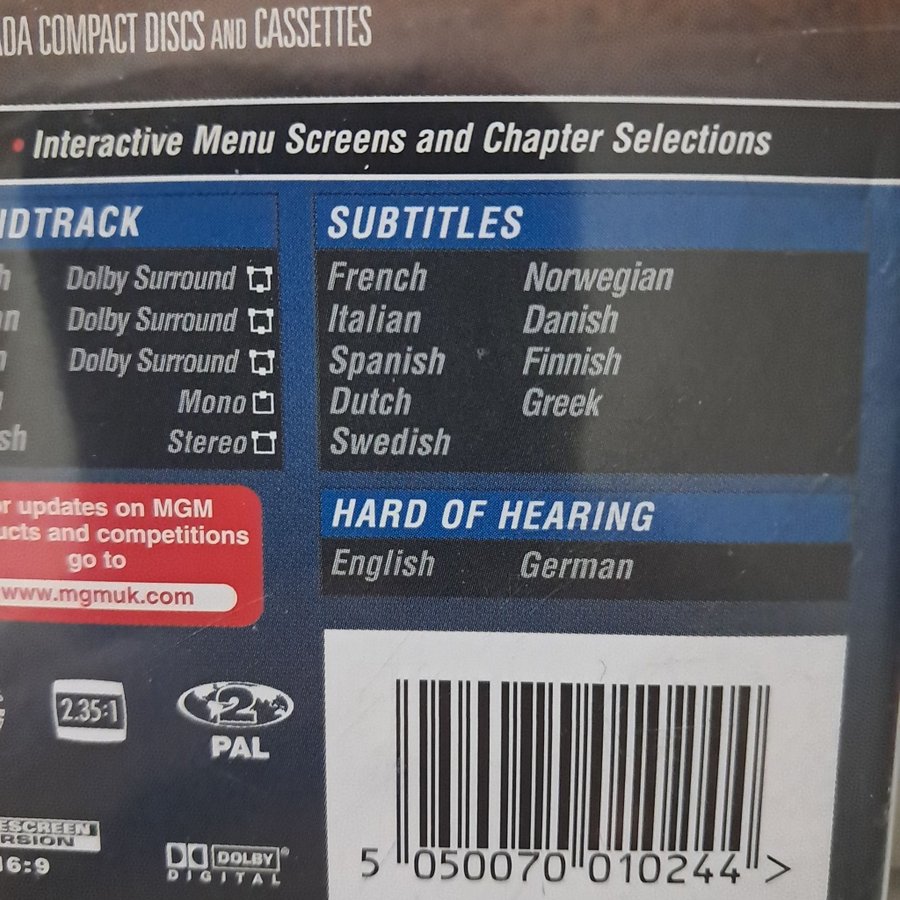 COMPACT DISCS AND CASSETTES
• Interactive Menu Screens and Chapter Selections
SUBTITLES
Dolby Surround
Dolby Surround
Dolby Surround
Mono
Stereo
French Norwegian
Italian Danish
Spanish Finnish
Dutch Greek
Swedish
HARD OF HEARING
English German
updates on MGM
and competitions
go to
www.mgmuk.com
2.35:1
2
PAL
16:9
DOLBY
DIGITAL
5 050070 010244 >